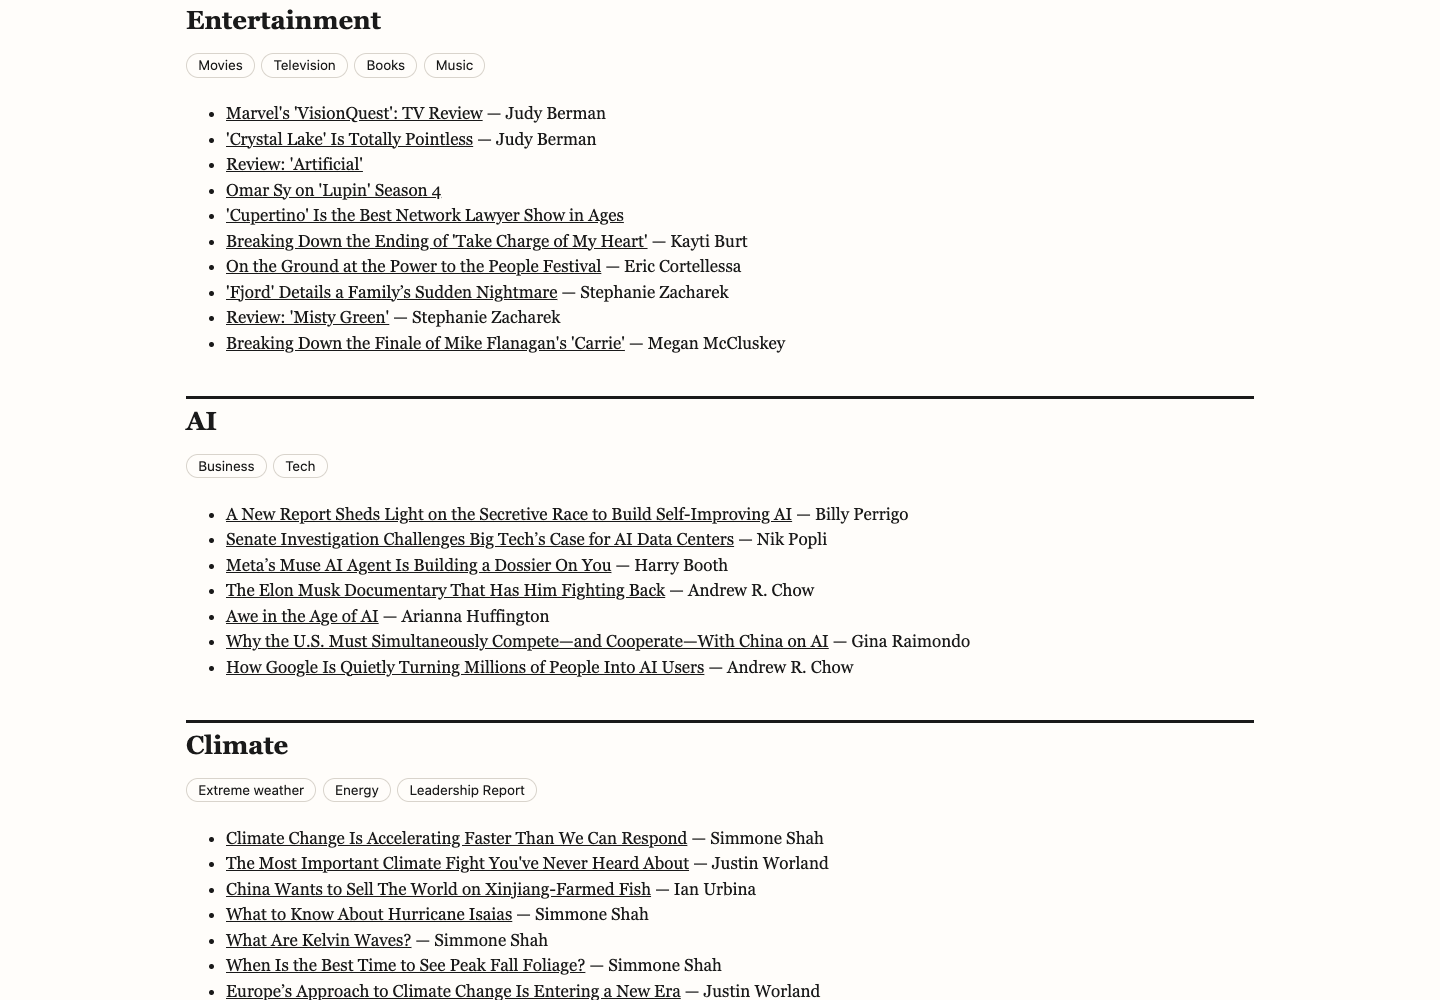 Entertainment
Movies Television Books Music
Marvel's 'VisionQuest': TV Review — Judy Berman
'Crystal Lake' Is Totally Pointless — Judy Berman
Review: 'Artificial'
Omar Sy on 'Lupin' Season 4
'Cupertino' Is the Best Network Lawyer Show in Ages
Breaking Down the Ending of 'Take Charge of My Heart' — Kayti Burt
On the Ground at the Power to the People Festival — Eric Cortellessa
'Fjord' Details a Family’s Sudden Nightmare — Stephanie Zacharek
Review: 'Misty Green' — Stephanie Zacharek
Breaking Down the Finale of Mike Flanagan's 'Carrie' — Megan McCluskey
AI
Business Tech
A New Report Sheds Light on the Secretive Race to Build Self-Improving AI — Billy Perrigo
Senate Investigation Challenges Big Tech’s Case for AI Data Centers — Nik Popli
Meta’s Muse AI Agent Is Building a Dossier On You — Harry Booth
The Elon Musk Documentary That Has Him Fighting Back — Andrew R. Chow
Awe in the Age of AI — Arianna Huffington
Why the U.S. Must Simultaneously Compete—and Cooperate—With China on AI — Gina Raimondo
How Google Is Quietly Turning Millions of People Into AI Users — Andrew R. Chow
Climate
Extreme weather Energy Leadership Report
Climate Change Is Accelerating Faster Than We Can Respond — Simmone Shah
The Most Important Climate Fight You've Never Heard About — Justin Worland
China Wants to Sell The World on Xinjiang-Farmed Fish — Ian Urbina
What to Know About Hurricane Isaias — Simmone Shah
What Are Kelvin Waves? — Simmone Shah
When Is the Best Time to See Peak Fall Foliage? — Simmone Shah
Europe’s Approach to Climate Change Is Entering a New Era — Justin Worland